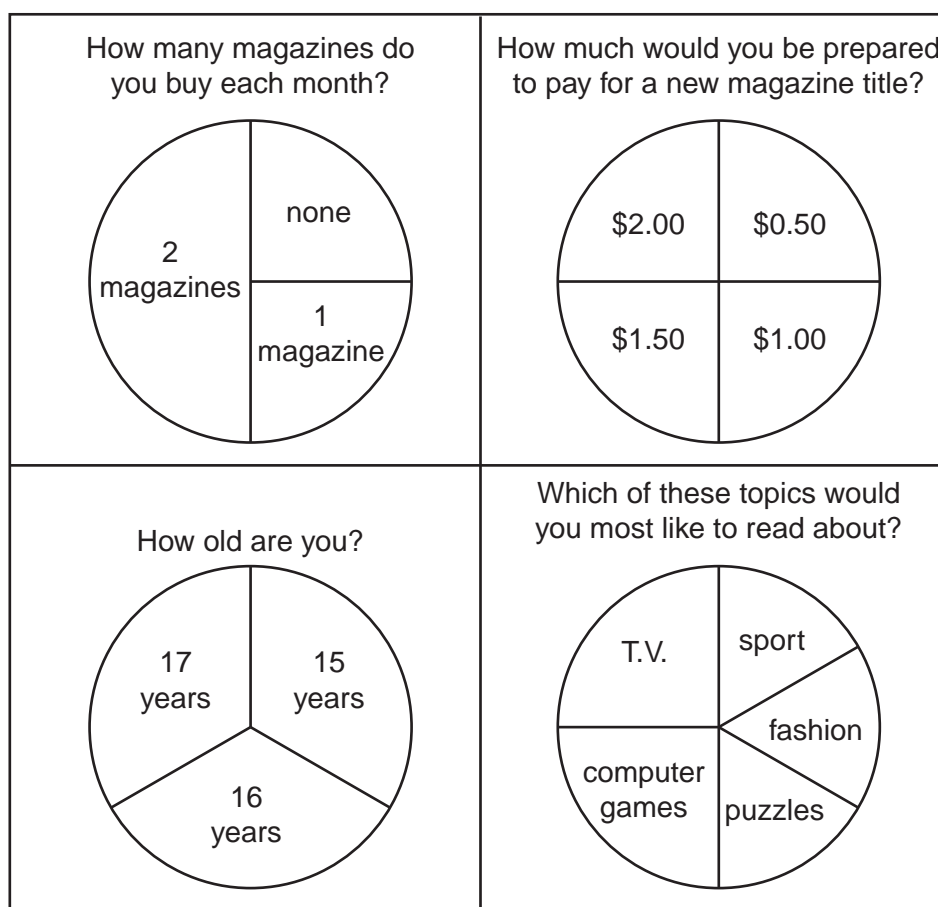 How many magazines do
you buy each month?
none
2
magazines
1
magazine
How much would you be prepared
to pay for a new magazine title?
$2.00
$0.50
$1.50
$1.00
How old are you?
17
years
15
years
16
years
Which of these topics would
you most like to read about?
T.V.
sport
fashion
computer
games
puzzles